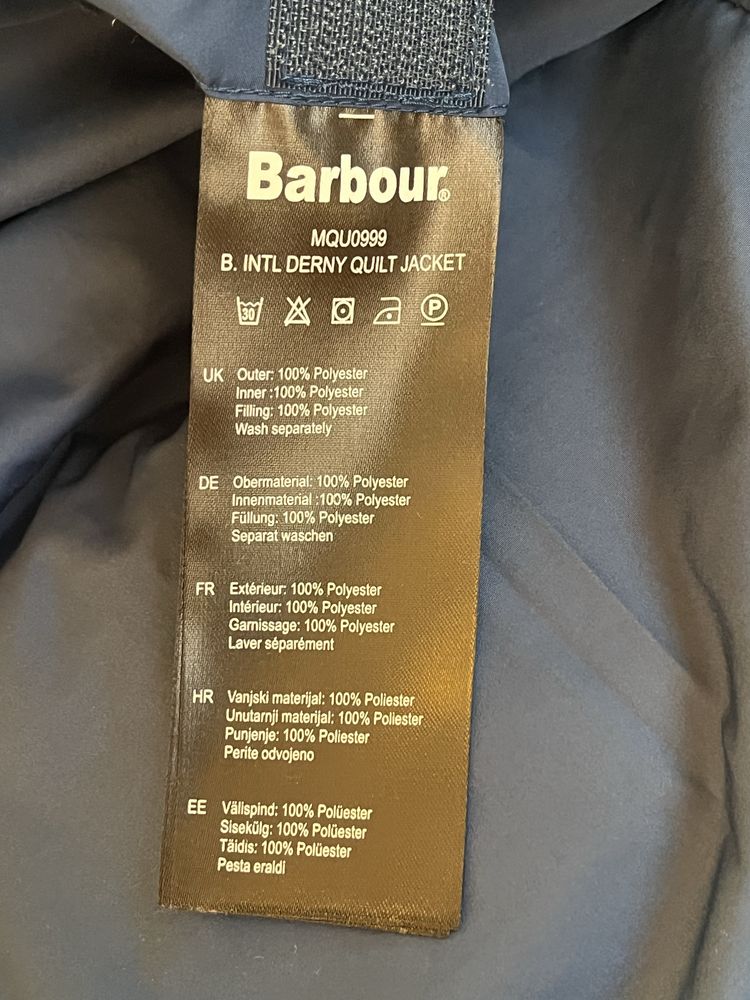 Barbour®
MQU0999
B. INTL DERNY QUILT JACKET
30 P
UK Outer: 100% Polyester
Inner :100% Polyester
Filling: 100% Polyester
Wash separately
DE Obermaterial: 100% Polyester
Innenmaterial :100% Polyester
Füllung: 100% Polyester
Separat waschen
FR Extérieur: 100% Polyester
Intérieur: 100% Polyester
Garnissage: 100% Polyester
Laver séparément
HR Vanjski materijal: 100% Poliester
Unutarnji materijal: 100% Poliester
Punjenje: 100% Poliester
Perite odvojeno
EE Vällispind: 100% Polüester
Sisekülg: 100% Polüester
Täidis: 100% Polüester
Pesta eraldi